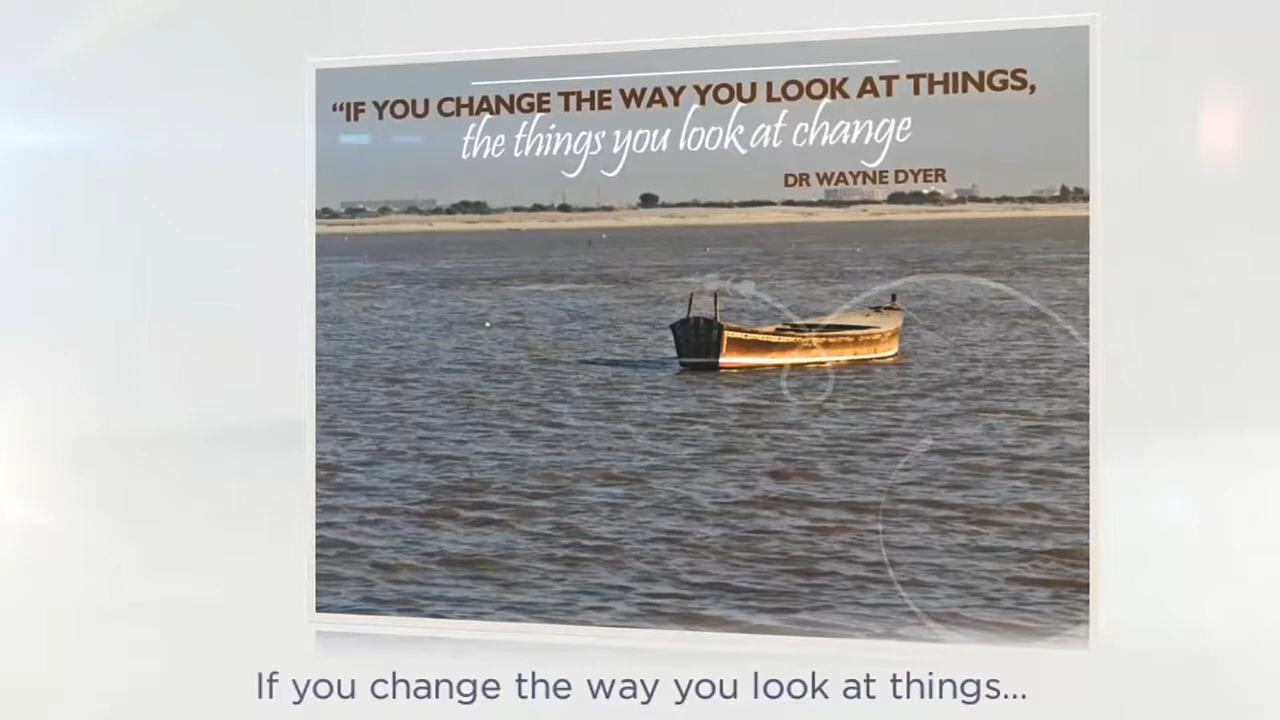 “IF YOU CHANGE THE WAY YOU LOOK AT THINGS,
the things you look at change
DR WAYNE DYER
If you change the way you look at things...